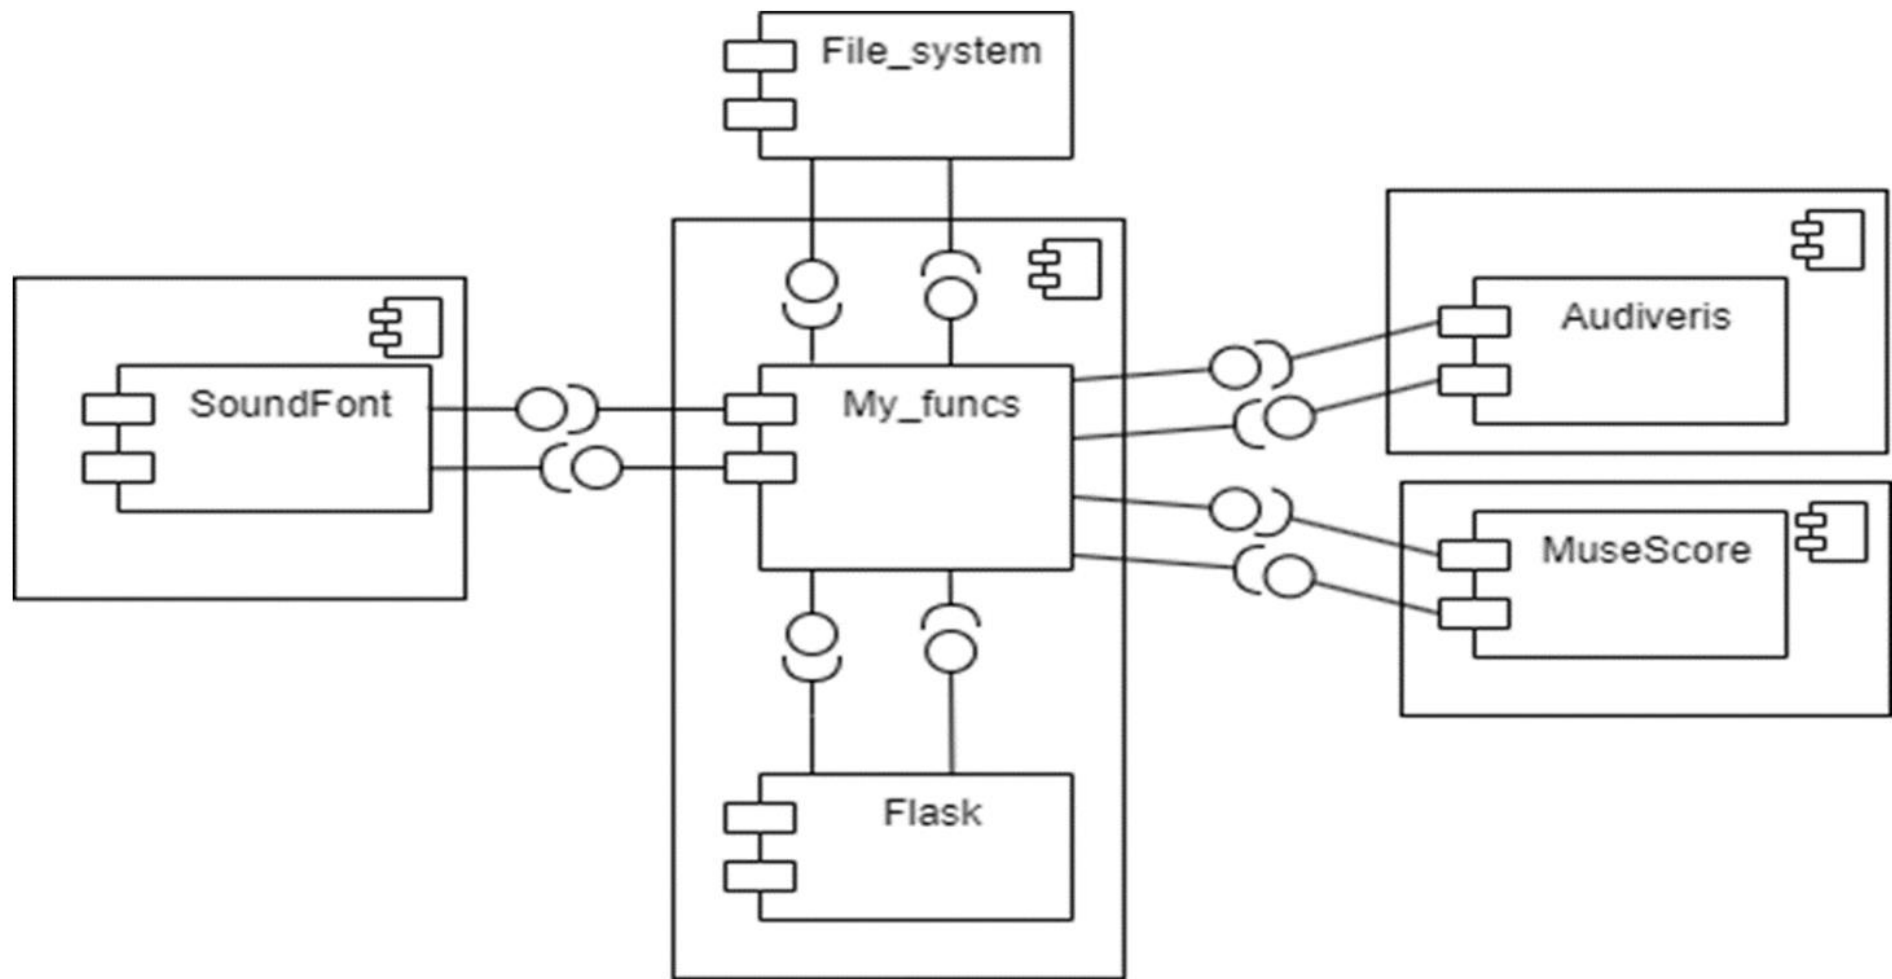 File_system
SoundFont
My_funcs
Audiveris
MuseScore
Flask